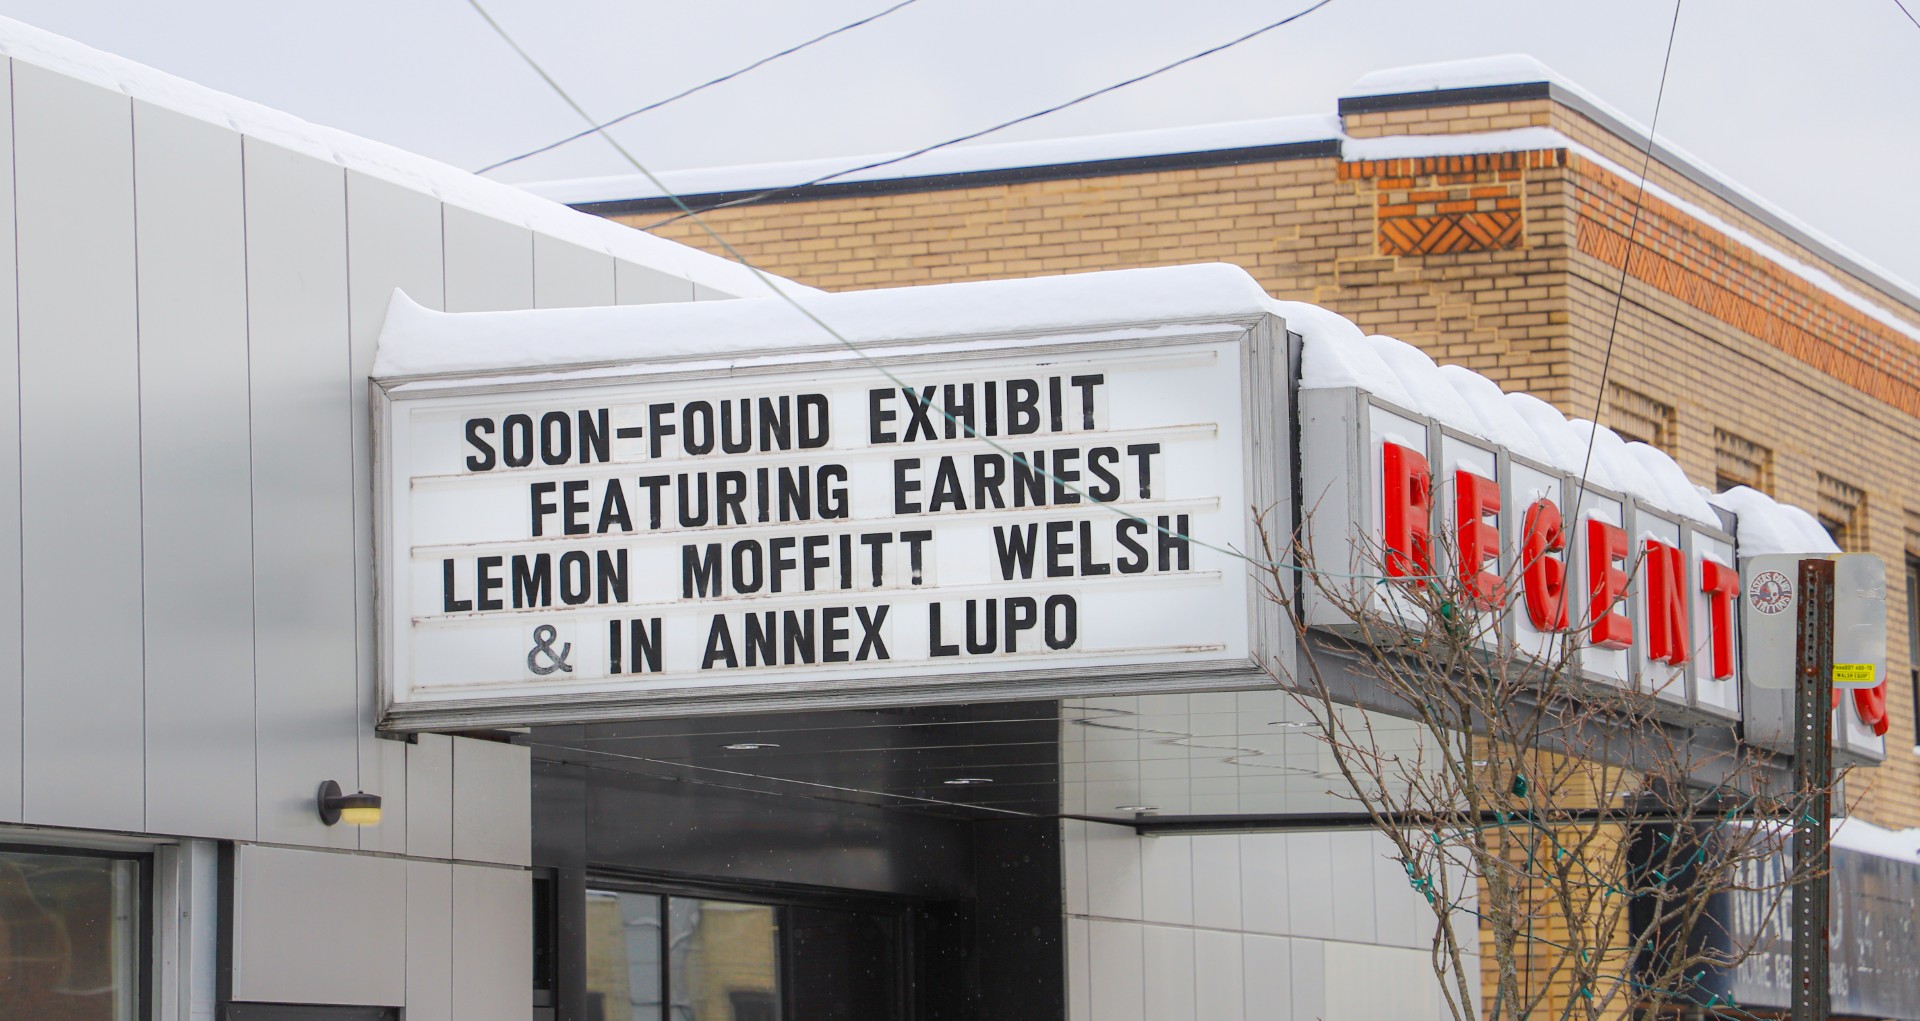 SOON-FOUND EXHIBIT
FEATURING EARNEST
LEMON MOFFITT WELSH
& IN ANNEX LUPO
REGENT